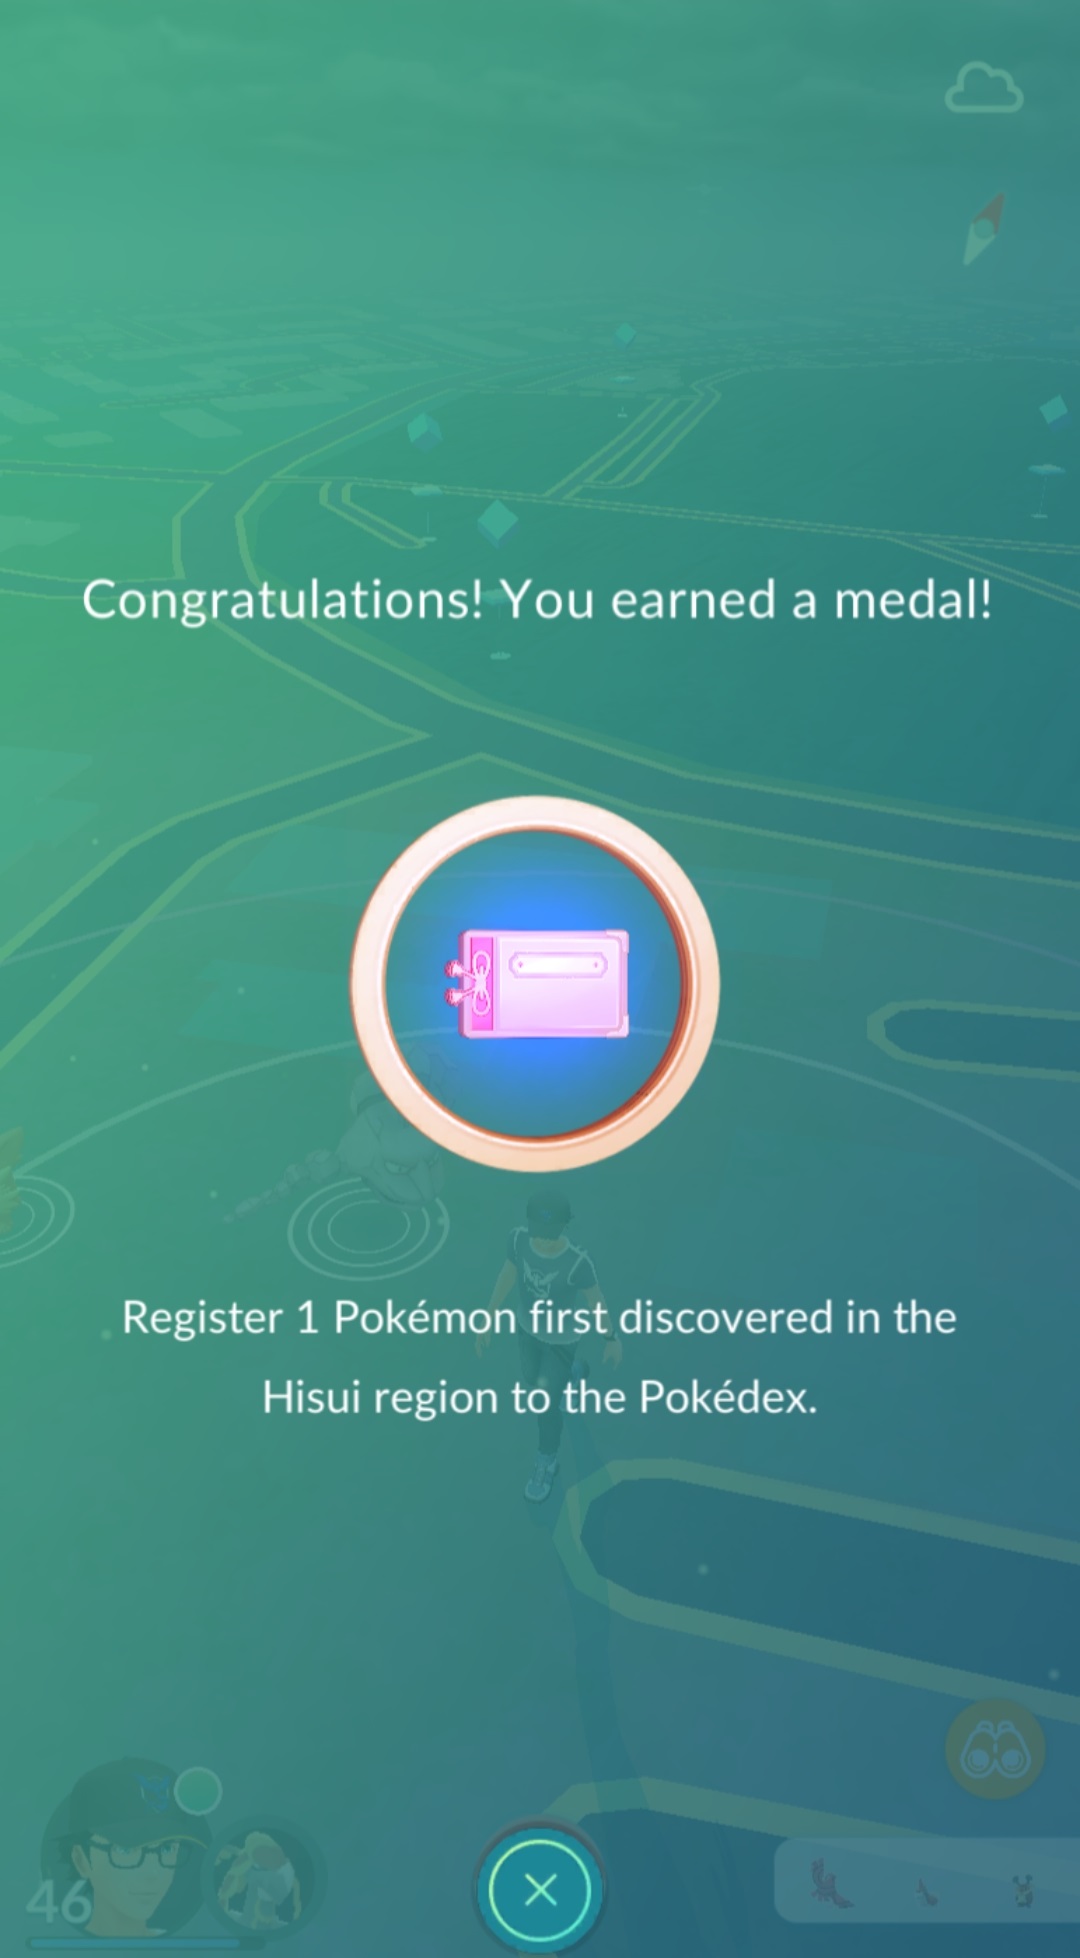 Congratulations! You earned a medal!
Register 1 Pokémon first discovered in the
Hisui region to the Pokédex.
46